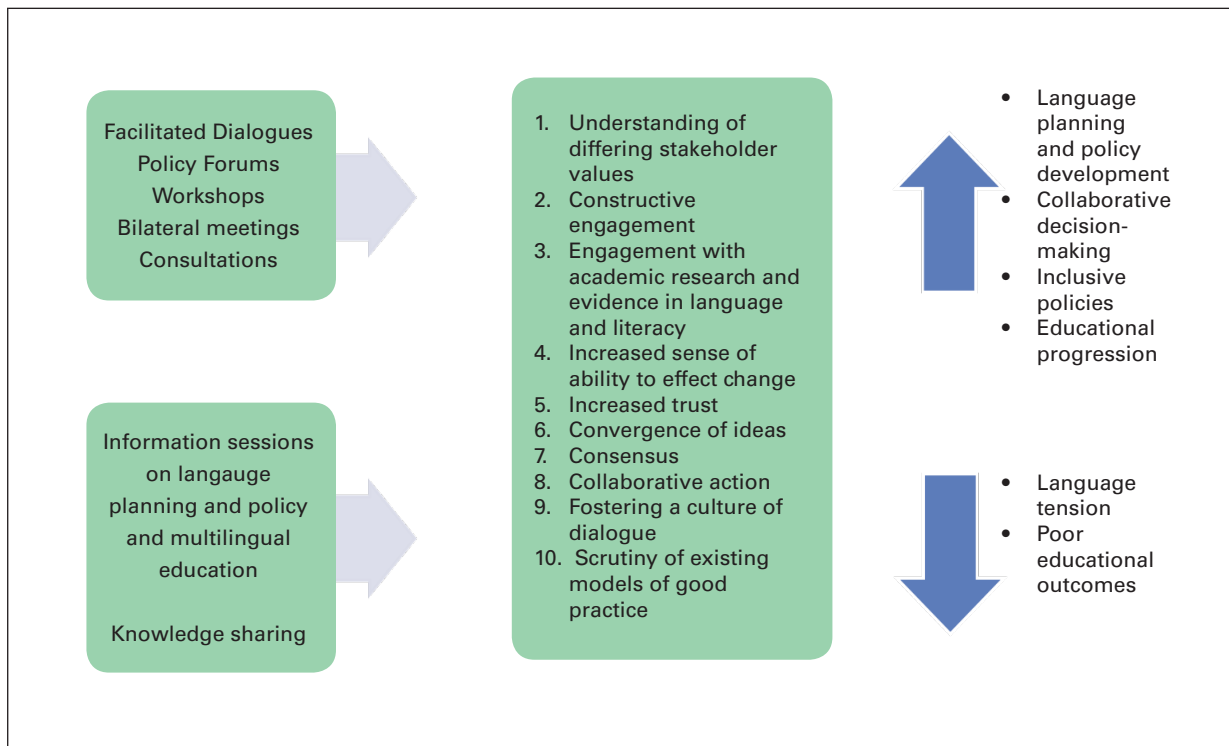 Facilitated Dialogues
Policy Forums
Workshops
Bilateral meetings
Consultations
Information sessions
on langauge
planning and policy
and multilingual
education
Knowledge sharing
1. Understanding of
differing stakeholder
values
2. Constructive
engagement
3. Engagement with
academic research and
evidence in language
and literacy
4. Increased sense of
ability to effect change
5. Increased trust
6. Convergence of ideas
7. Consensus
8. Collaborative action
9. Fostering a culture of
dialogue
10. Scrutiny of existing
models of good
practice
• Language
planning
and policy
development
• Collaborative
decision-
making
• Inclusive
policies
• Educational
progression
• Language
tension
• Poor
educational
outcomes